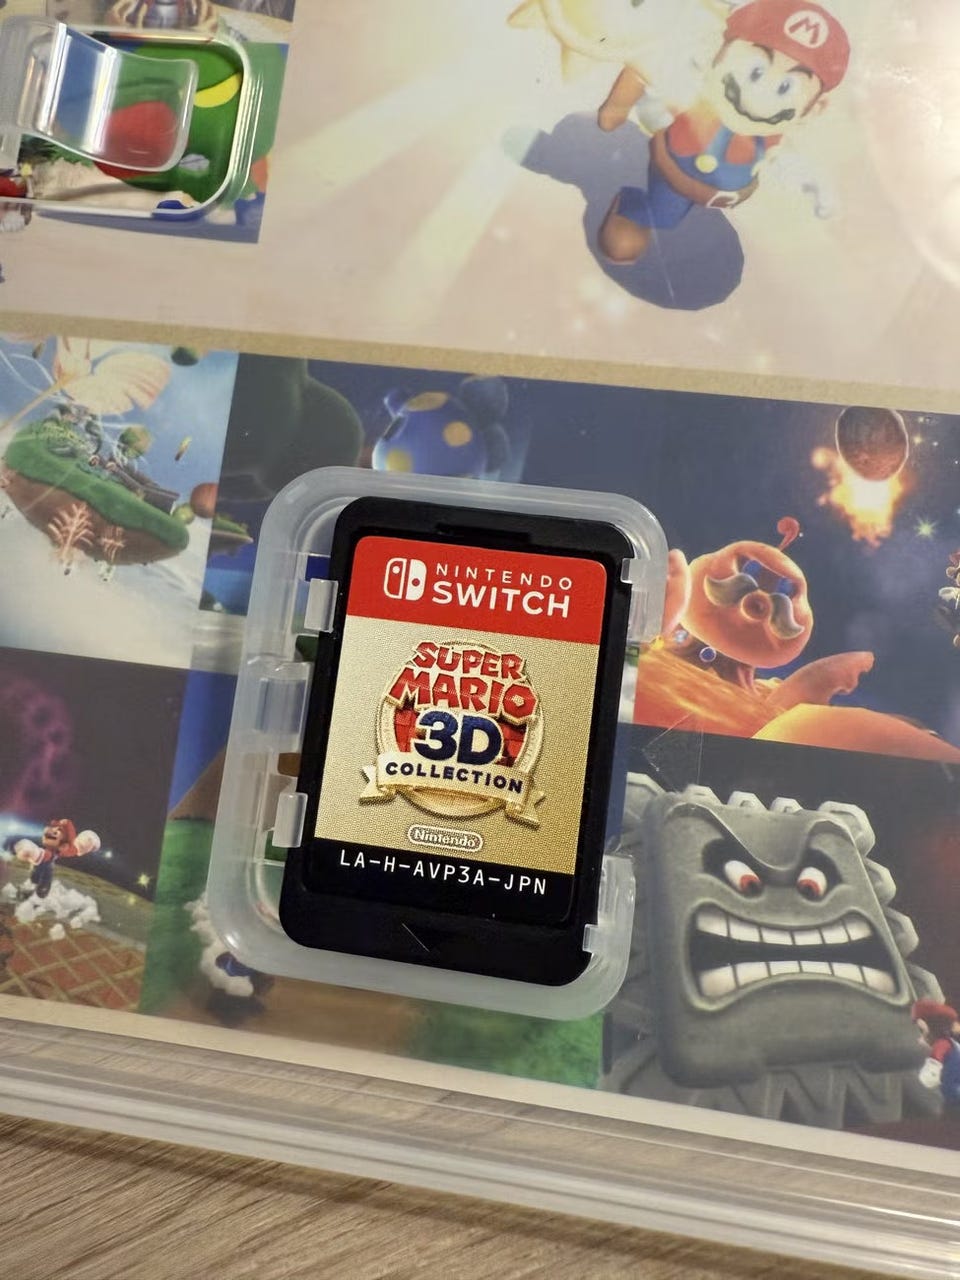 M
NINTENDO
SWITCH
SUPER
MARIO
3D
COLLECTION
Nintendo
LA-H-AVP3A-JPN